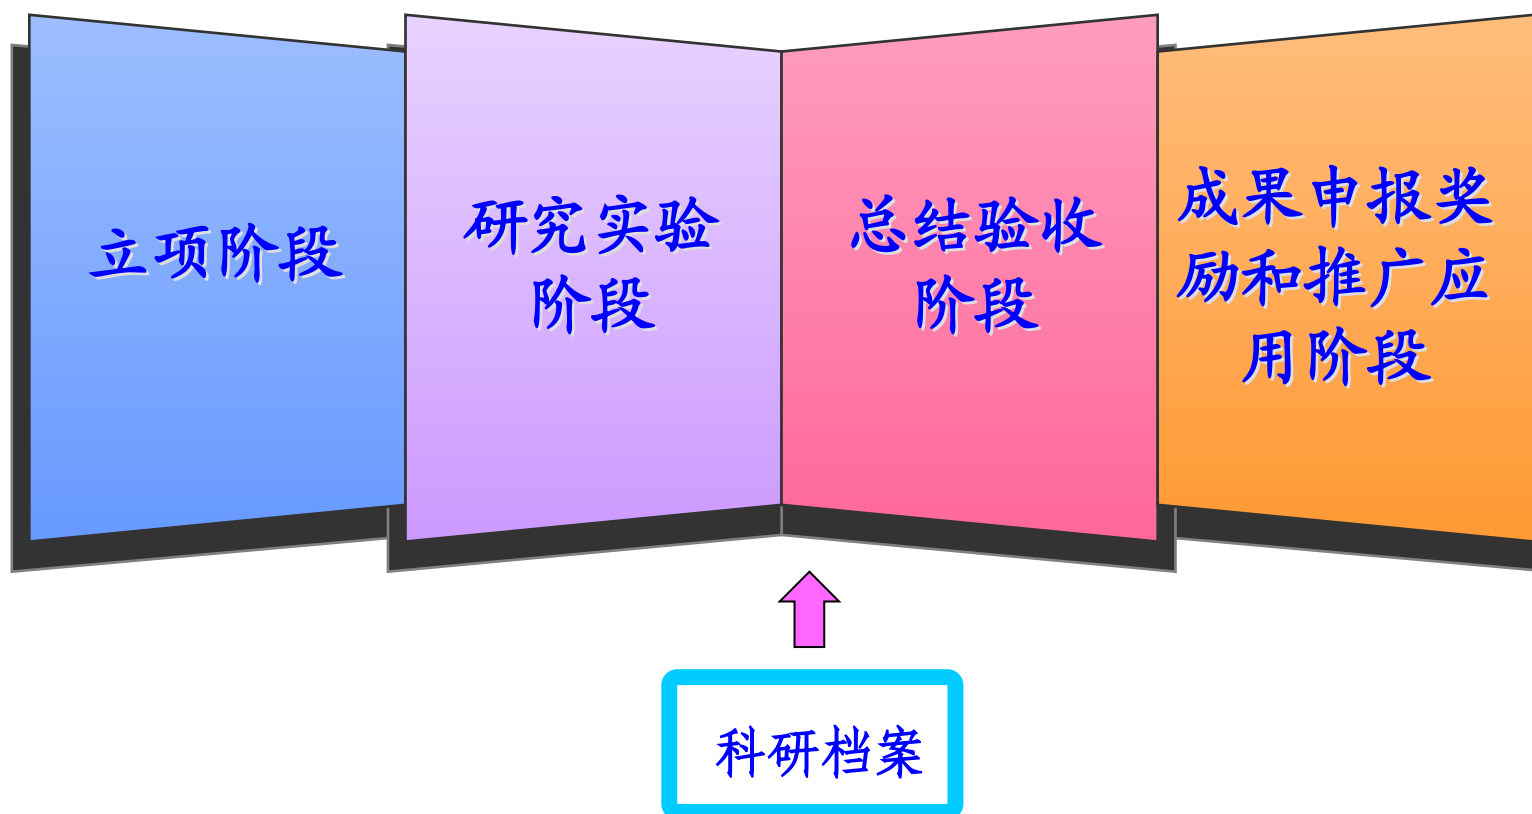 立项阶段
研究实验
阶段
总结验收
阶段
成果申报奖
励和推广应
用阶段
科研档案